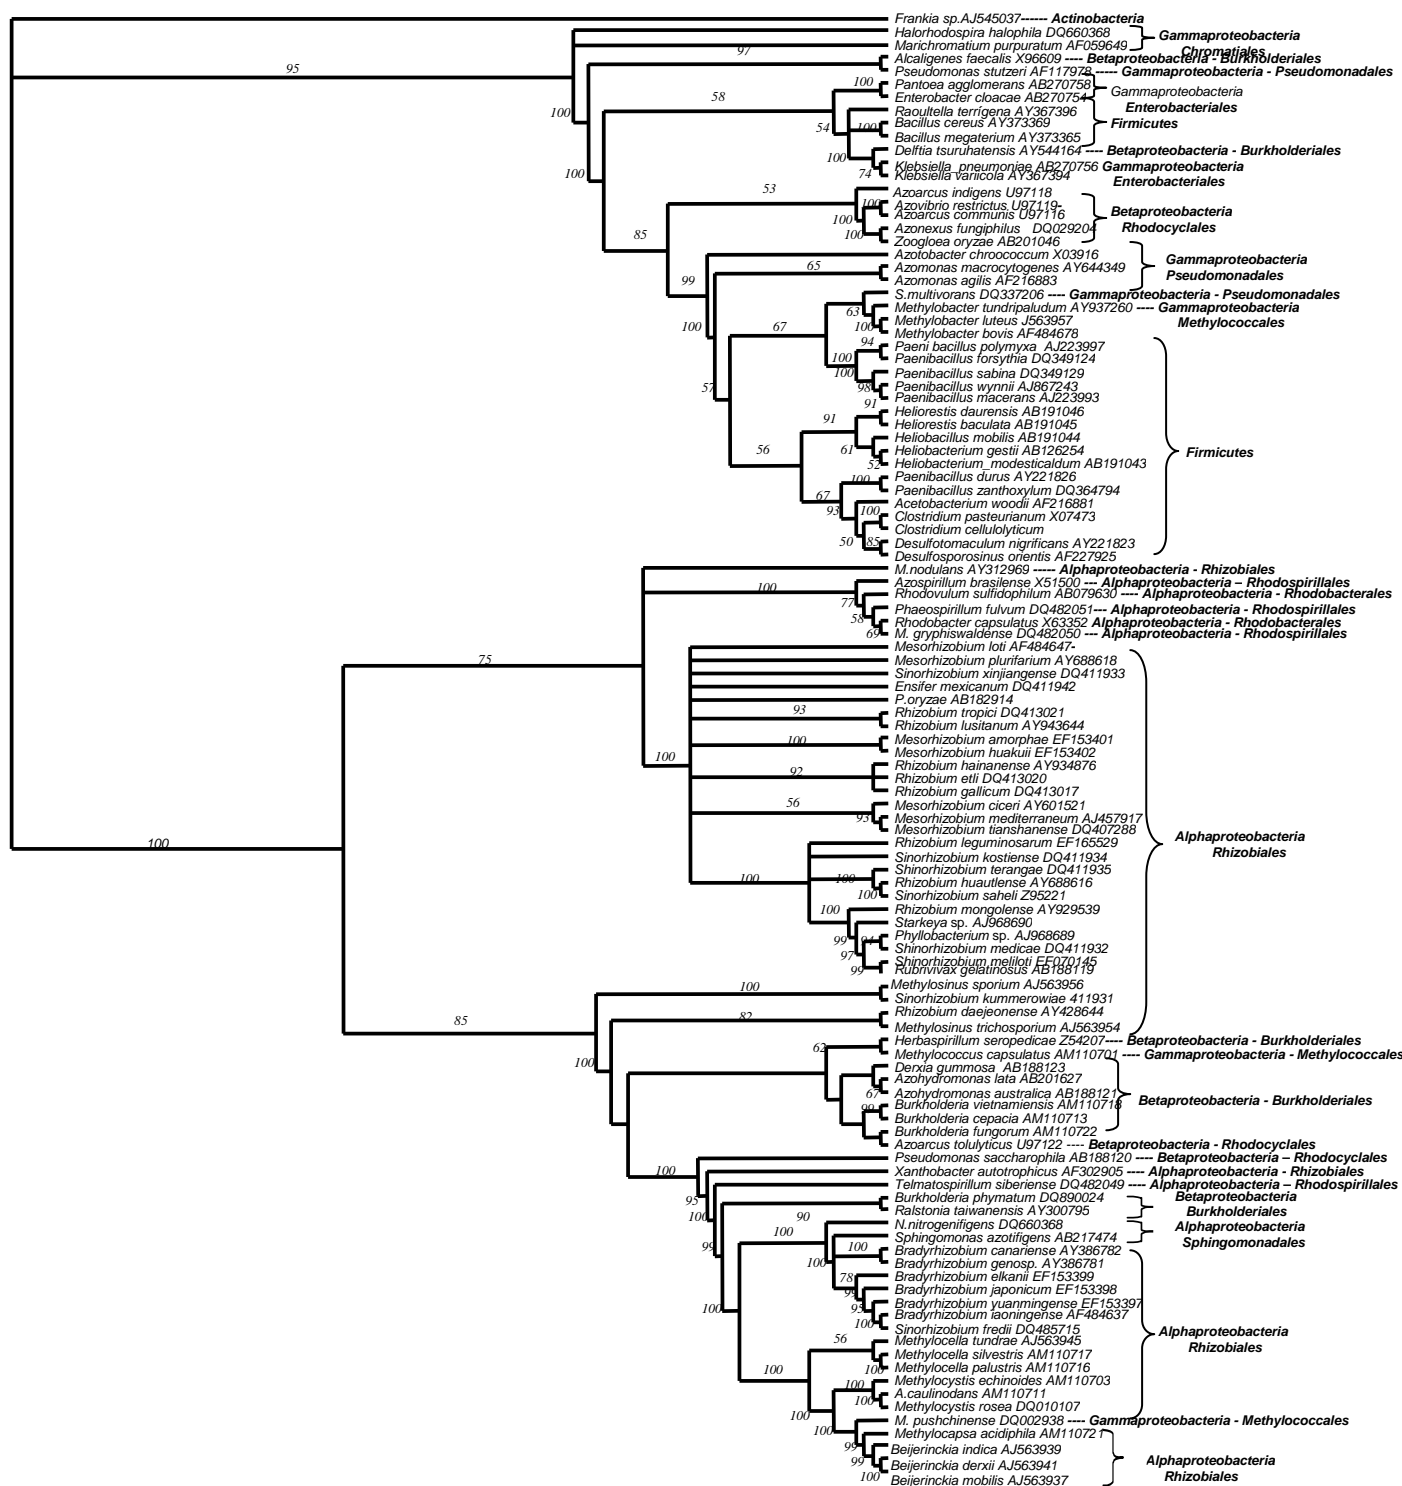 Frankia sp.AJ545037------ Actinobacteria
Halorhodospira halophila DQ660368
Gammaproteobacteria
Marichromatium purpuratum AF059649
Chromatiales
97
Alcaligenes faecalis X96609 ---- Betaproteobacteria - Burkholderiales
95
Pseudomonas stutzeri AF117978----- Gammaproteobacteria - Pseudomonadales
100
Pantoea agglomerans AB270758
Gammaproteobacteria
58
Enterobacter cloacae AB270754
Enterobacteriales
100
Raoultella terrigena AY367396
54
100
Bacillus cereus AY373369
Firmicutes
Bacillus megaterium AY373365
Delftia tsuruhatensis AY544164 ---- Betaproteobacteria - Burkholderiales
100
100
Klebsiella pneumoniae AB270756 Gammaproteobacteria
74
Klebsiella variicola AY367394
Enterobacteriales
53
Azoarcus indigens U97118
100
Azovibrio restrictus U97119-
Azoarcus communis U97116
Betaproteobacteria
100
Azonexus fungiphilus DQ029204
Rhodocyclales
85
100
Zoogloea oryzae AB201046
Azotobacter chroococcum X03916
Gammaproteobacteria
65
Azomonas macrocytogenes AY644349
Pseudomonadales
99
Azomonas agilis AF216883
S.multivorans DQ337206 ---- Gammaproteobacteria - Pseudomonadales
63
Methylobacter tundripaludum AY937260 ---- Gammaproteobacteria
100
67
100
Methylobacter luteus J563957
Methylococcales
Methylobacter bovis AF484678
94
Paeni bacillus polymyxa AJ223997
100
Paenibacillus forsythia DQ349124
100
Paenibacillus sabina DQ349129
57
98
Paenibacillus wynnii AJ867243
Paenibacillus macerans AJ223993
91
Heliorestis daurensis AB191046
91
Heliorestis baculata AB191045
Heliobacillus mobilis AB191044
56
61
Heliobacterium gestii AB126254
Firmicutes
52
Heliobacterium_modesticaldum AB191043
100
Paenibacillus durus AY221826
67
Paenibacillus zanthoxylum DQ364794
Acetobacterium woodii AF216881
93
100
Clostridium pasteurianum X07473
Clostridium cellulolyticum
50
85
Desulfotomaculum nigrificans AY221823
Desulfosporosinus orientis AF227925
M.nodulans AY312969 ----- Alphaproteobacteria - Rhizobiales
100
Azospirillum brasilense X51500 --- Alphaproteobacteria – Rhodospirillales
77
Rhodovulum sulfidophilum AB079630 ---- Alphaproteobacteria - Rhodobacterales
Phaeospirillum fulvum DQ482051--- Alphaproteobacteria - Rhodospirillales
58
Rhodobacter capsulatus X63352 Alphaproteobacteria - Rhodobacterales
69
M. gryphiswaldense DQ482050 --- Alphaproteobacteria - Rhodospirillales
Mesorhizobium loti AF484647-
75
Mesorhizobium plurifarium AY688618
Sinorhizobium xinjiangense DQ411933
Ensifer mexicanum DQ411942
P.oryzae AB182914
93
Rhizobium tropici DQ413021
Rhizobium lusitanum AY943644
100
Mesorhizobium amorphae EF153401
100
Mesorhizobium huakuii EF153402
Rhizobium hainanense AY934876
92
Rhizobium etli DQ413020
Rhizobium gallicum DQ413017
56
Mesorhizobium ciceri AY601521
93
Mesorhizobium mediterraneum AJ457917
Mesorhizobium tianshanense DQ407288
100
Rhizobium leguminosarum EF165529
Alphaproteobacteria
Sinorhizobium kostiense DQ411934
Rhizobiales
100
100
Shinorhizobium terangae DQ411935
Rhizobium huautlense AY688616
100
Sinorhizobium saheli Z95221
100
Rhizobium mongolense AY929539
Starkeya sp. AJ968690
99
94
Phyllobacterium sp. AJ968689
97
Shinorhizobium medicae DQ411932
Shinorhizobium meliloti EF070145
99
Rubrivivax gelatinosus AB188119
100
Methylosinus sporium AJ563956
Sinorhizobium kummerowiae 411931
82
Rhizobium daejeonense AY428644
85
Methylosinus trichosporium AJ563954
62
Herbaspirillum seropedicae Z54207---- Betaproteobacteria - Burkholderiales
100
Methylococcus capsulatus AM110701 ---- Gammaproteobacteria - Methylococcales
Derxia gummosa AB188123
Azohydromonas lata AB201627
67
Azohydromonas australica AB188121
Betaproteobacteria - Burkholderiales
99
Burkholderia vietnamiensis AM110718
Burkholderia cepacia AM110713
Burkholderia fungorum AM110722
Azoarcus tolulyticus U97122 ---- Betaproteobacteria - Rhodocyclales
100
Pseudomonas saccharophila AB188120 ---- Betaproteobacteria – Rhodocyclales
Xanthobacter autotrophicus AF302905 ---- Alphaproteobacteria - Rhizobiales
Telmatospirillum siberiense DQ482049 ---- Alphaproteobacteria – Rhodospirillales
95
Burkholderia phymatum DQ890024
Betaproteobacteria
100
90
Ralstonia taiwanensis AY300795
Burkholderiales
100
N.nitrogenifigens DQ660368
Alphaproteobacteria
99
Sphingomonas azotifigens AB217474
Sphingomonadales
100
Bradyrhizobium canariense AY386782
100
Bradyrhizobium genosp. AY386781
78
Bradyrhizobium elkanii EF153399
99
Bradyrhizobium japonicum EF153398
100
95
Bradyrhizobium yuanmingense EF153397
Bradyrhizobium iaoningense AF484637
100
Sinorhizobium fredii DQ485715
Alphaproteobacteria
56
Methylocella tundrae AJ563945
Rhizobiales
Methylocella silvestris AM110717
100
100
Methylocella palustris AM110716
100
Methylocystis echinoides AM110703
100
A.caulinodans AM110711
Methylocystis rosea DQ010107
100
M. pushchinense DQ002938 ---- Gammaproteobacteria - Methylococcales
100
Methylocapsa acidiphila AM110721
99
Beijerinckia indica AJ563939
99
Beijerinckia derxii AJ563941
Alphaproteobacteria
100
Beijerinckia mobilis AJ563937
Rhizobiales